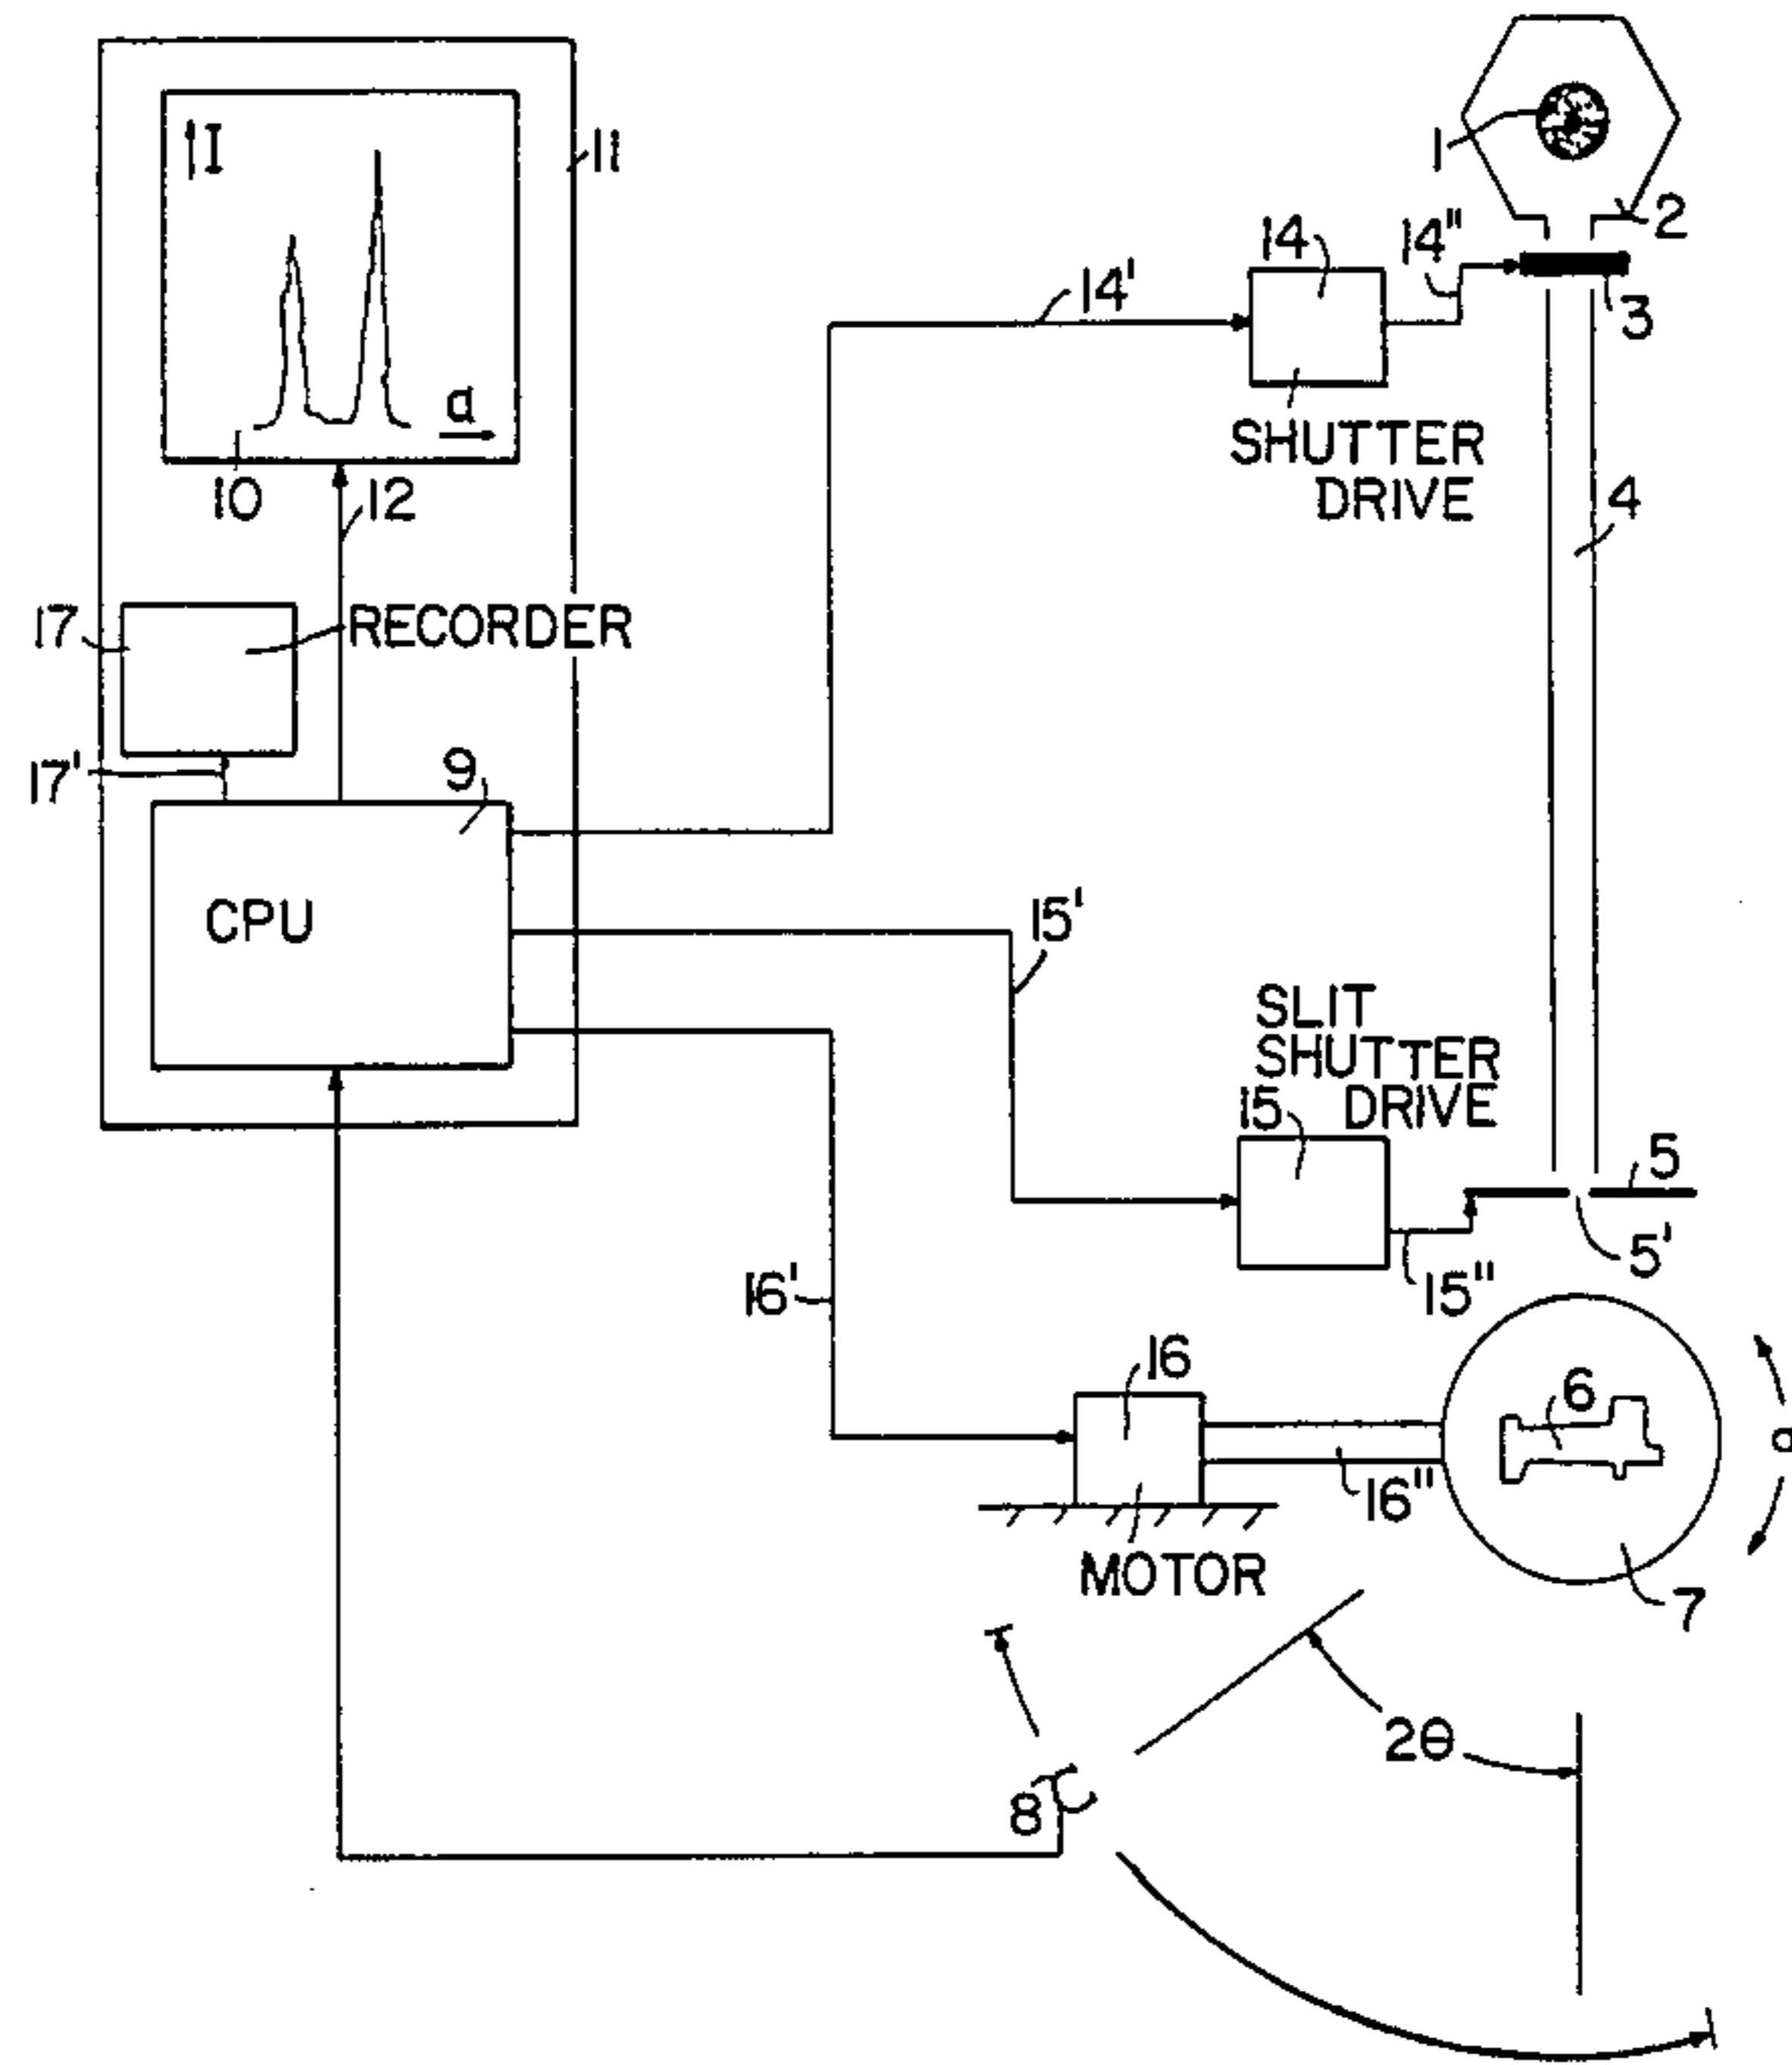 I
11
1
2
14
14"
14'
3
a
SHUTTER
DRIVE
10
12
4
17
RECORDER
17'
9
CPU
15'
SLIT
SHUTTER
DRIVE
15
5
5'
15"
16'
16
6
a
16"
MOTOR
7
2θ
8